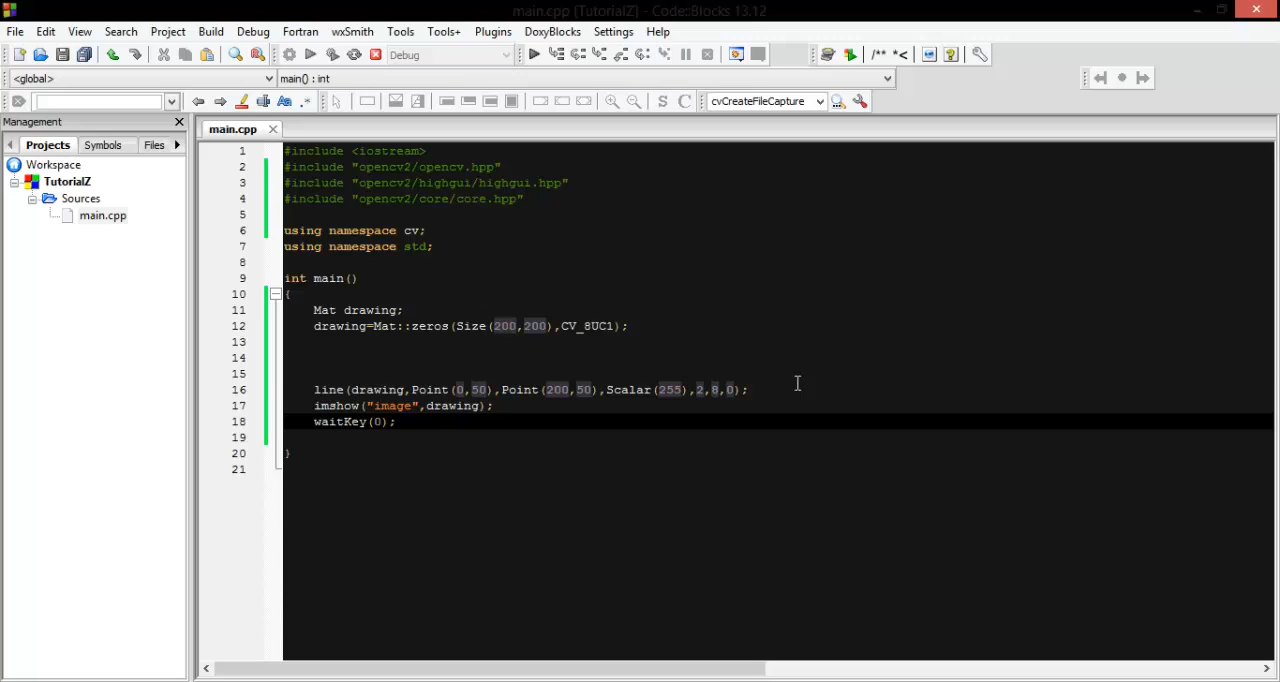 main.cpp [TutorialZ] - Code::Blocks 13.12
File Edit View Search Project Build Debug Fortran wxSmith Tools Tools+ Plugins DoxyBlocks Settings Help
Debug
/** *<
<global>
main() : int
Aa .*
S C
cvCreateFileCapture
Management
main.cpp
Projects Symbols Files
Workspace
TutorialZ
Sources
main.cpp
1 #include <iostream>
2 #include "opencv2/opencv.hpp"
3 #include "opencv2/highgui/highgui.hpp"
4 #include "opencv2/core/core.hpp"
5
6 using namespace cv;
7 using namespace std;
8
9 int main()
10 {
11 Mat drawing;
12 drawing=Mat::zeros(Size(200,200),CV_8UC1);
13
14
15
16 line(drawing,Point(0,50),Point(200,50),Scalar(255),2,8,0);
17 imshow("image",drawing);
18 waitKey(0);
19
20 }
21